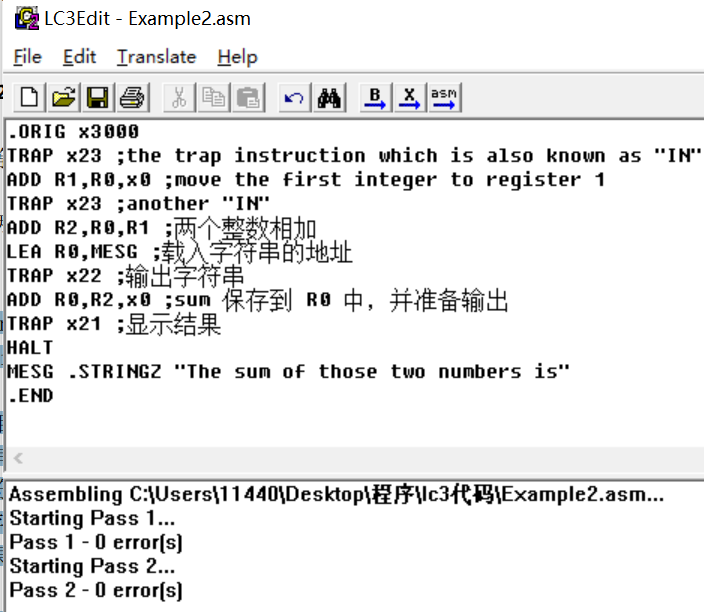 LC3Edit - Example2.asm
File Edit Translate Help
B X asm
.ORIG x3000
TRAP x23 ;the trap instruction which is also known as "IN"
ADD R1,R0,x0 ;move the first integer to register 1
TRAP x23 ;another "IN"
ADD R2,R0,R1 ;两个整数相加
LEA R0,MESG ;载入字符串的地址
TRAP x22 ;输出字符串
ADD R0,R2,x0 ;sum 保存到 R0 中，并准备输出
TRAP x21 ;显示结果
HALT
MESG .STRINGZ "The sum of those two numbers is"
.END
Assembling C:\Users\11440\Desktop\程序\lc3代码\Example2.asm...
Starting Pass 1...
Pass 1 - 0 error(s)
Starting Pass 2...
Pass 2 - 0 error(s)